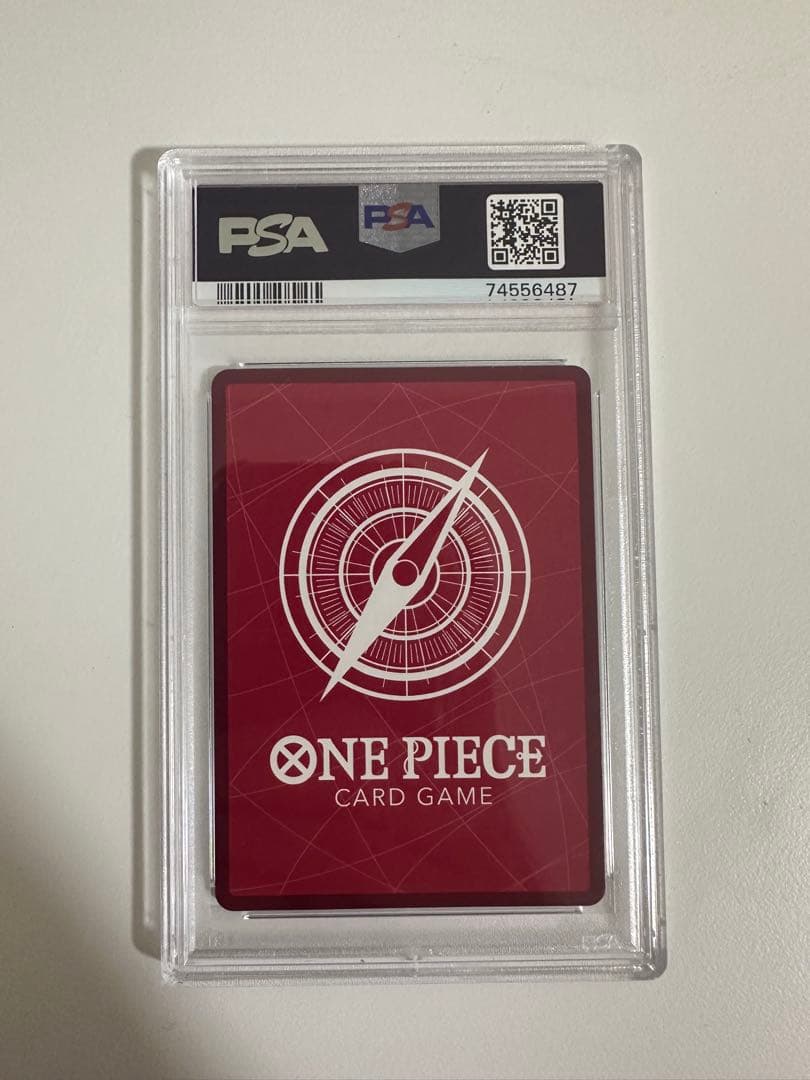 PSA
PSA
74556487
ONE PIECE
CARD GAME